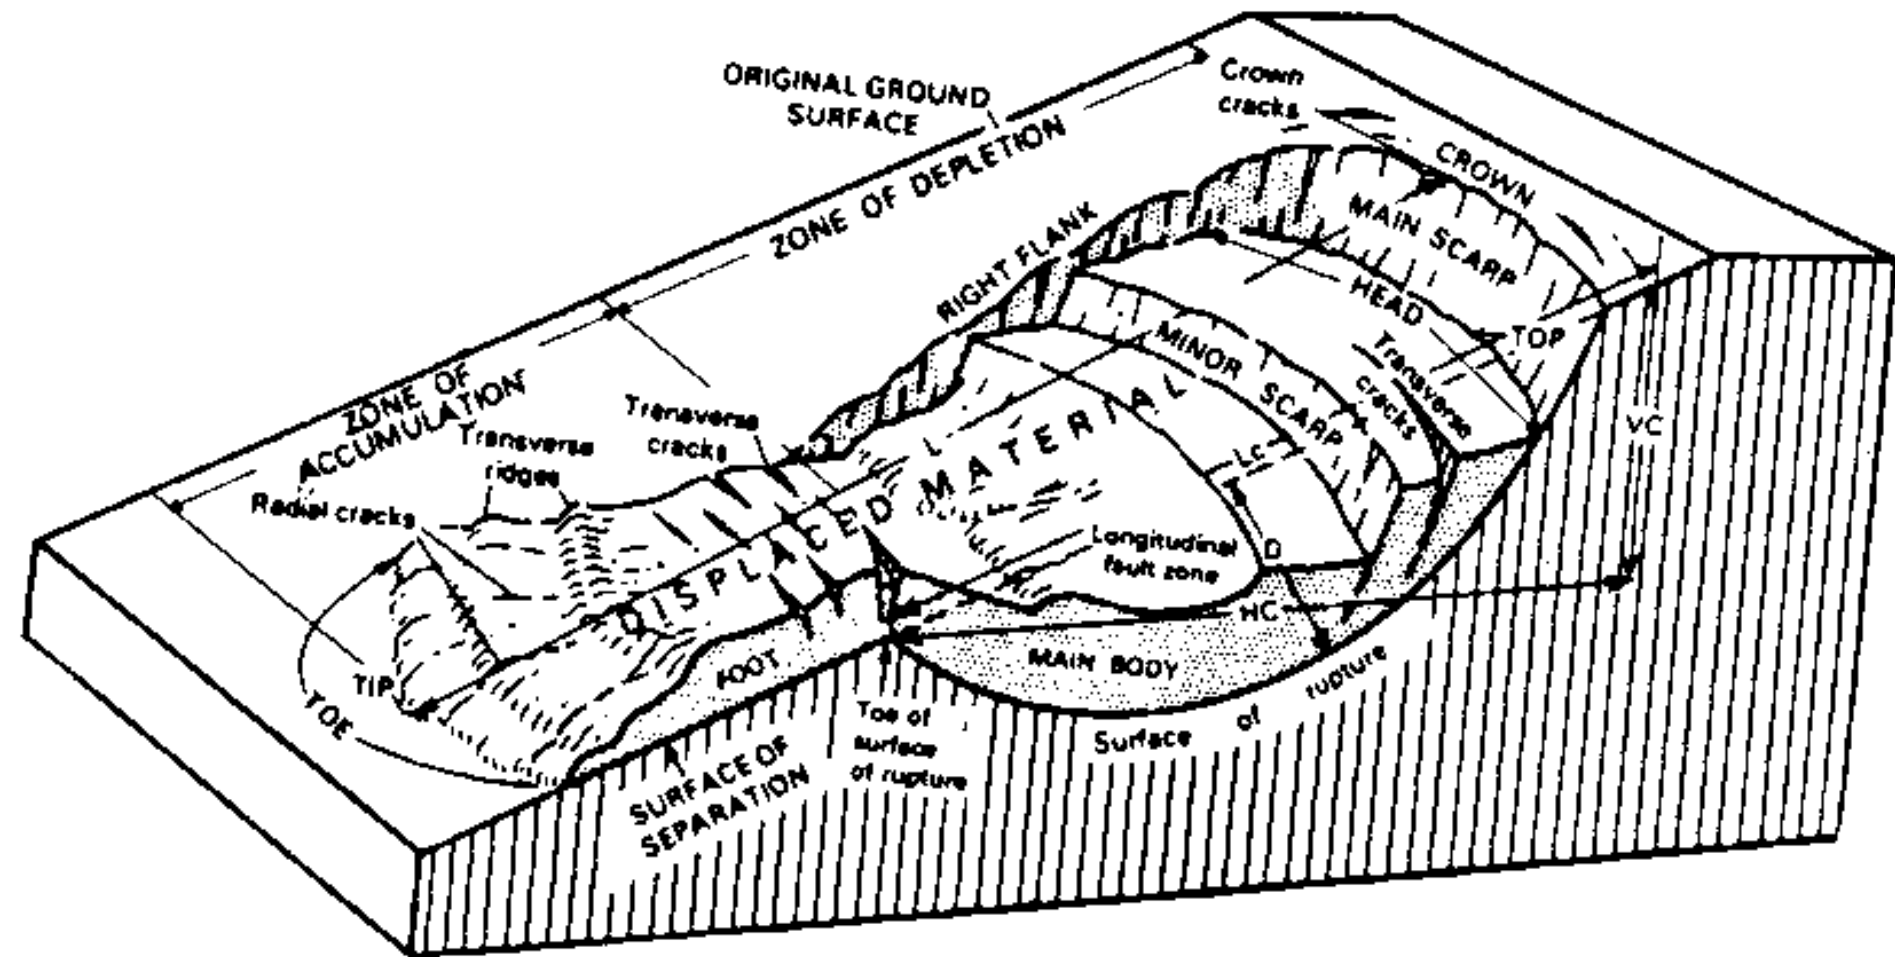 ORIGINAL GROUND
SURFACE
Crown
cracks
CROWN
ZONE OF DEPLETION
MAIN SCARP
RIGHT FLANK
HEAD
TOP
MINOR SCARP
Transverse
cracks
VC
ZONE OF
ACCUMULATION
Transverse
cracks
Transverse
ridges
Radial cracks
L
LC
DISPLACED MATERIAL
D
Longitudinal
fault zone
HC
MAIN BODY
FOOT
TIP
TOE
Toe of
surface
of rupture
Surface of rupture
SURFACE OF
SEPARATION